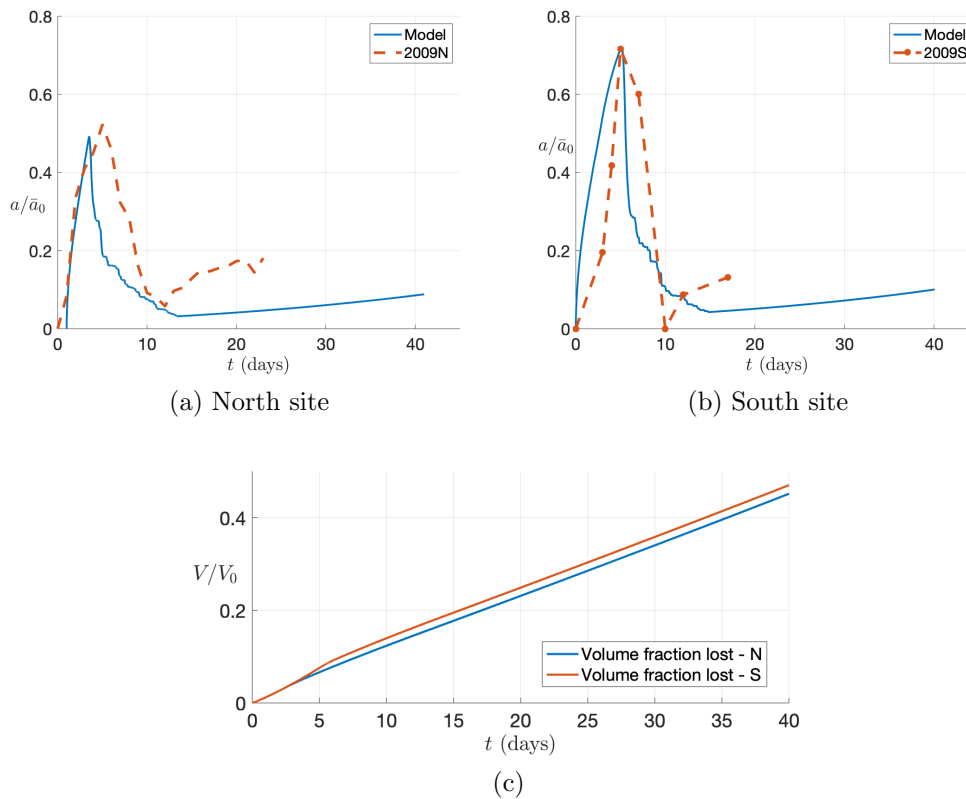 0.8
0.6
0.4
0.2
0
a/ā₀
0 10 20 30 40
t (days)
Model
2009N
(a) North site
0.8
0.6
0.4
0.2
0
a/ā₀
0 10 20 30 40
t (days)
Model
2009S
(b) South site
0.4
0.2
0
V/V₀
0 5 10 15 20 25 30 35 40
t (days)
Volume fraction lost - N
Volume fraction lost - S
(c)